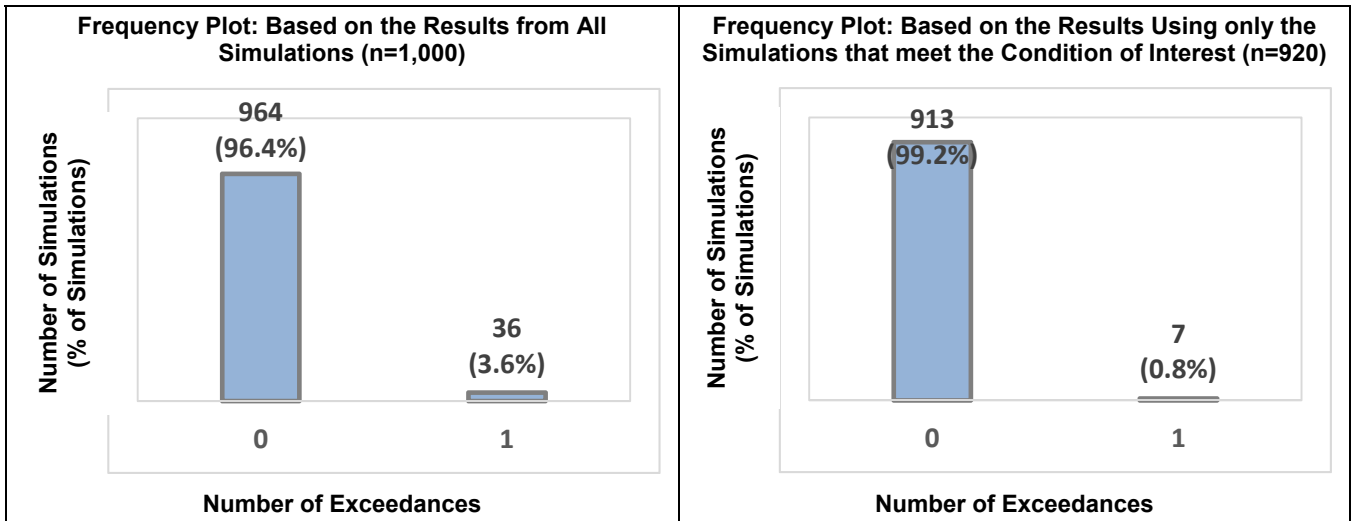 Frequency Plot: Based on the Results from All
Simulations (n=1,000)
Number of Simulations
(% of Simulations)
964
(96.4%)
36
(3.6%)
0
1
Number of Exceedances
Frequency Plot: Based on the Results Using only the
Simulations that meet the Condition of Interest (n=920)
Number of Simulations
(% of Simulations)
913
(99.2%)
7
(0.8%)
0
1
Number of Exceedances